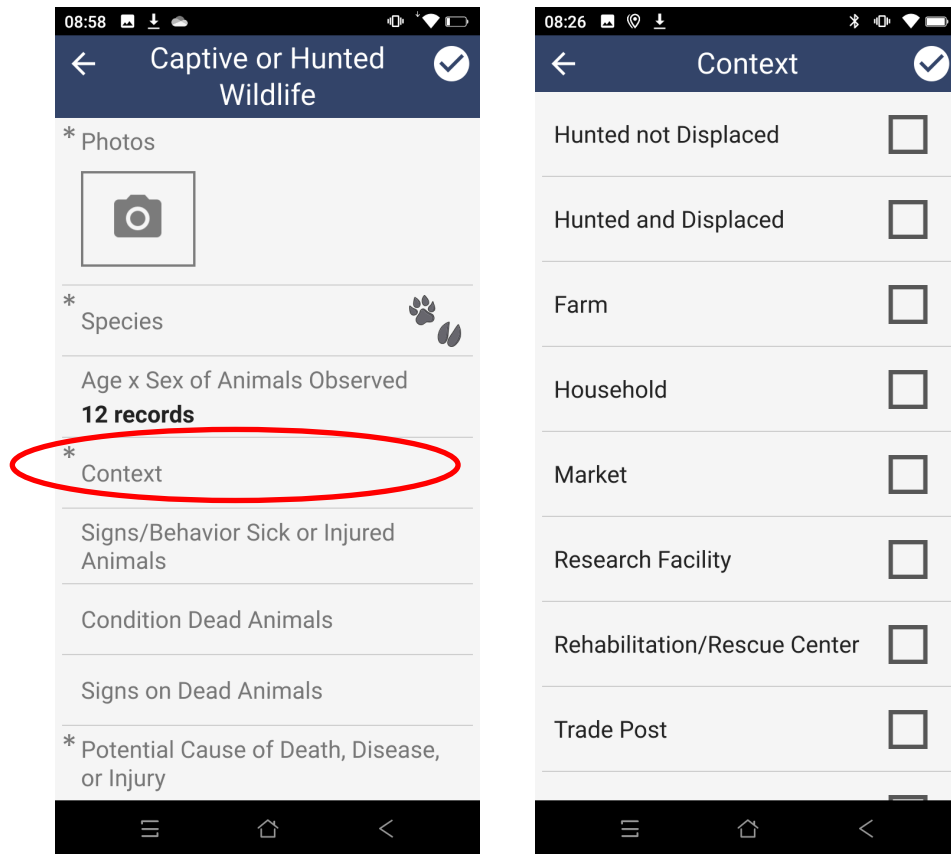 08:58
Captive or Hunted
Wildlife
* Photos
* Species
Age x Sex of Animals Observed
12 records
* Context
Signs/Behavior Sick or Injured
Animals
Condition Dead Animals
Signs on Dead Animals
* Potential Cause of Death, Disease,
or Injury
08:26
Context
Hunted not Displaced
Hunted and Displaced
Farm
Household
Market
Research Facility
Rehabilitation/Rescue Center
Trade Post